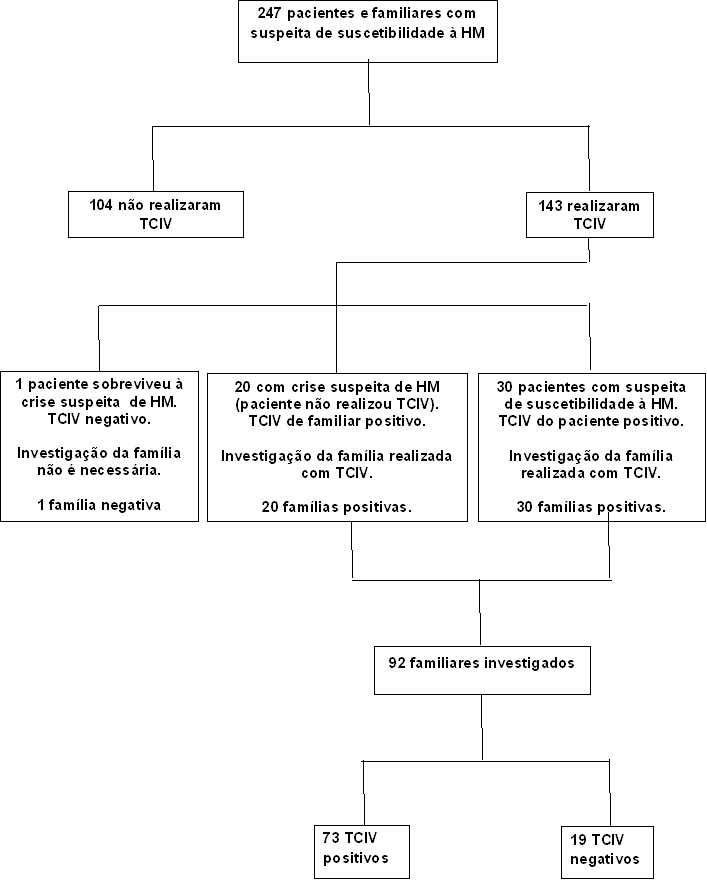 247 pacientes e familiares com
suspeita de suscetibilidade à HM
104 não realizaram
TCIV
143 realizaram
TCIV
1 paciente sobreviveu à
crise suspeita de HM.
TCIV negativo.
Investigação da família
não é necessária.
1 família negativa
20 com crise suspeita de HM
(paciente não realizou TCIV).
TCIV de familiar positivo.
Investigação da família realizada
com TCIV.
20 famílias positivas.
30 pacientes com suspeita
de suscetibilidade à HM.
TCIV do paciente positivo.
Investigação da família
realizada com TCIV.
30 famílias positivas.
92 familiares investigados
73 TCIV
positivos
19 TCIV
negativos